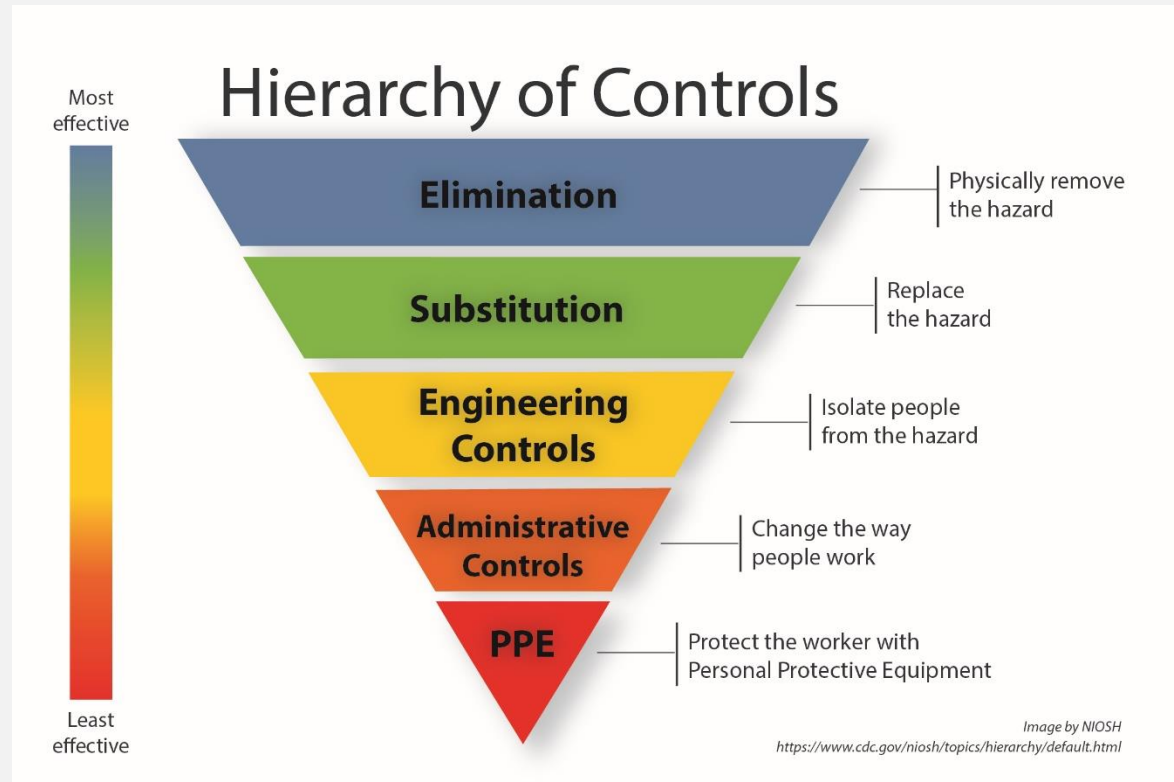 Hierarchy of Controls
Most
effective
Elimination
Physically remove
the hazard
Substitution
Replace
the hazard
Engineering
Controls
Isolate people
from the hazard
Administrative
Controls
Change the way
people work
PPE
Protect the worker with
Personal Protective Equipment
Least
effective
Image by NIOSH
https://www.cdc.gov/niosh/topics/hierarchy/default.html